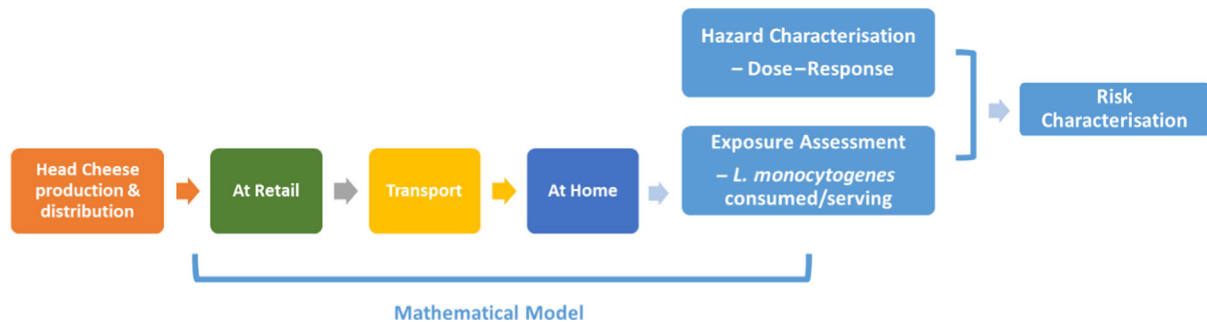 Hazard Characterisation
– Dose–Response
Risk
Characterisation
Head Cheese
production &
distribution
At Retail
Transport
At Home
Exposure Assessment
– L. monocytogenes
consumed/serving
Mathematical Model